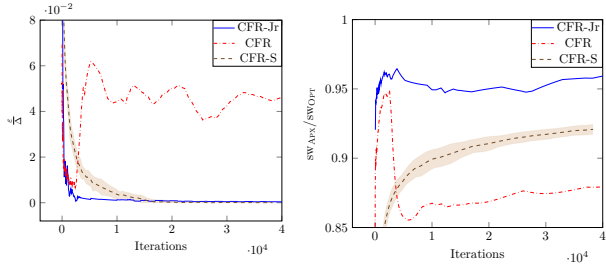 ·10⁻²
8
6
4
2
0
ε/Δ
CFR-Jr
CFR
CFR-S
0 1 2 3 4
Iterations
·10⁴
1
0.95
0.9
0.85
SW_APX/SW_OPT
CFR-Jr
CFR
CFR-S
0 1 2 3 4
Iterations
·10⁴